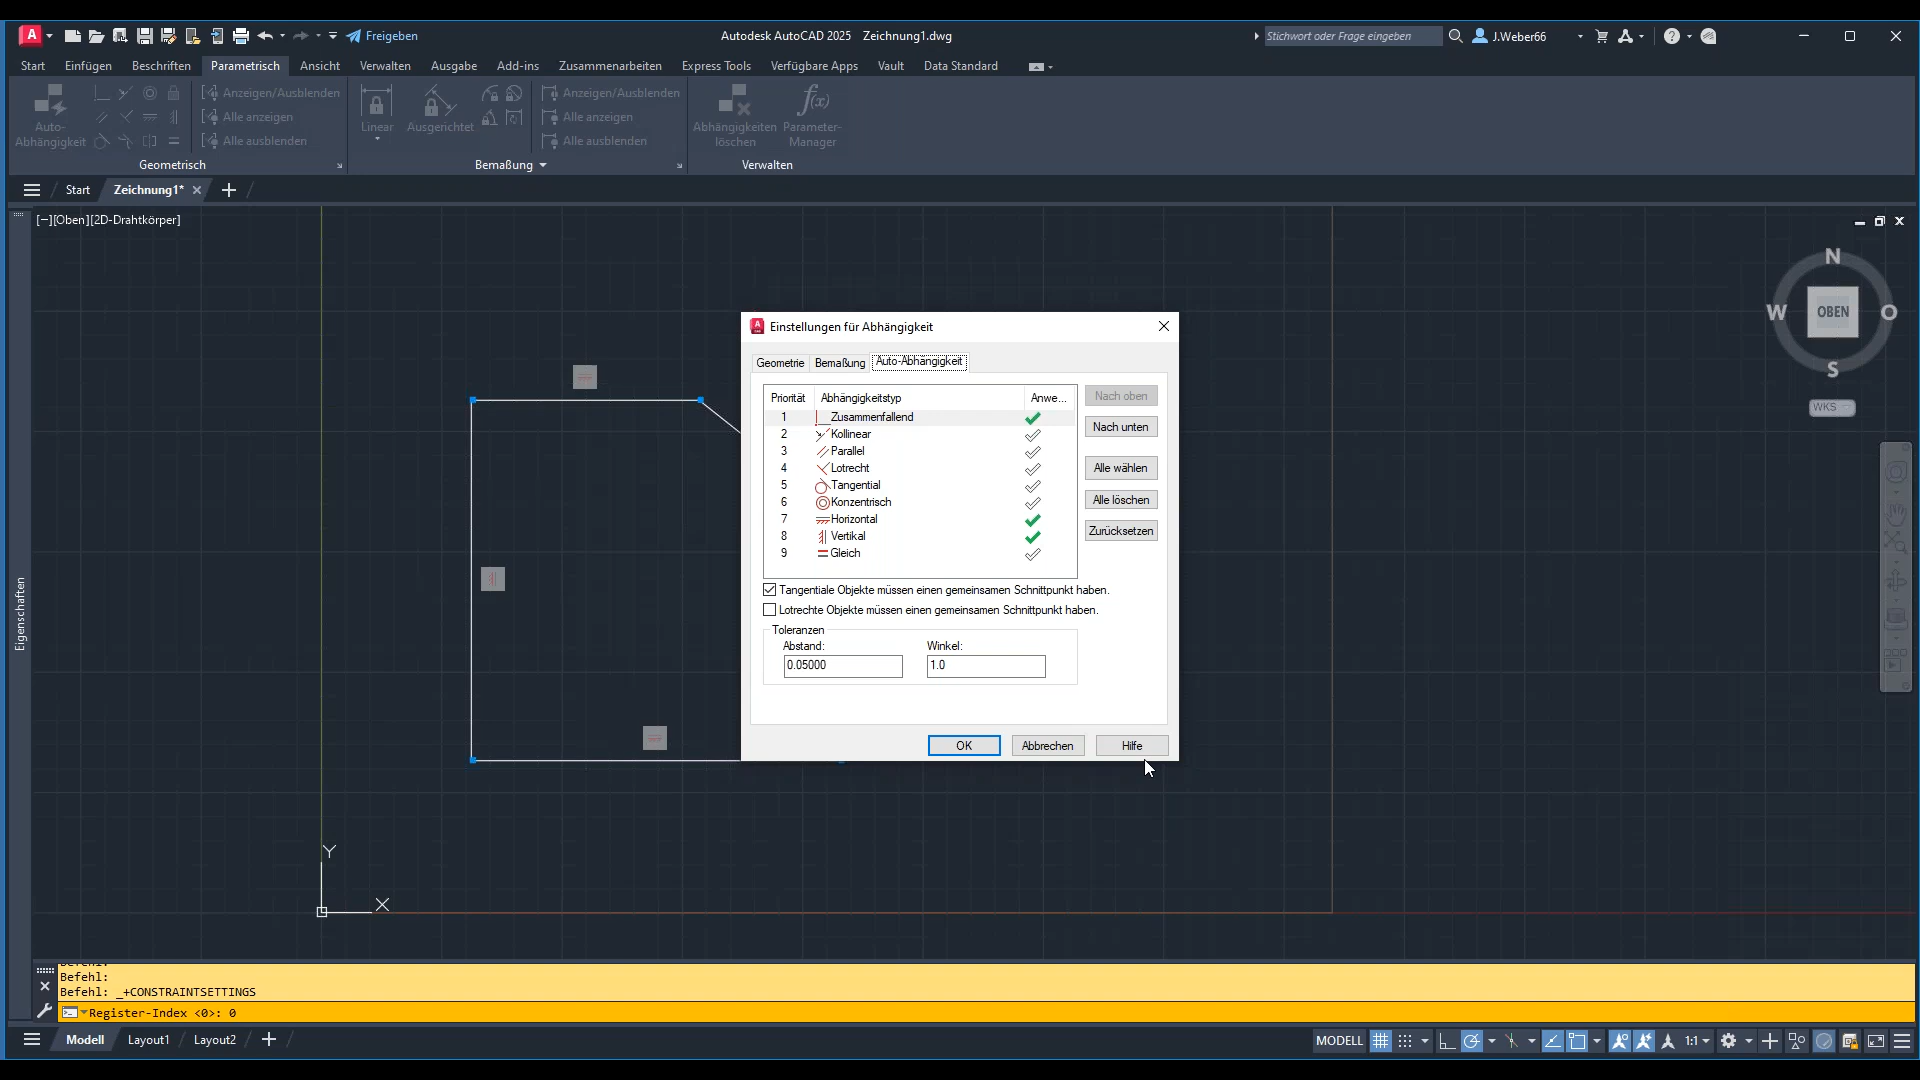 A
Freigeben
Autodesk AutoCAD 2025 Zeichnung1.dwg
Stichwort oder Frage eingeben
J.Weber66
Start Einfügen Beschriften Parametrisch Ansicht Verwalten Ausgabe Add-ins Zusammenarbeiten Express Tools Verfügbare Apps Vault Data Standard
Auto-
Abhängigkeit
Anzeigen/Ausblenden
Alle anzeigen
Alle ausblenden
Geometrisch
Linear
Ausgerichtet
Anzeigen/Ausblenden
Alle anzeigen
Alle ausblenden
Bemaßung
Abhängigkeiten
löschen
f(x)
Parameter-
Manager
Verwalten
Start
Zeichnung1*
[−][Oben][2D-Drahtkörper]
N
W OBEN O
S
WKS
Eigenschaften
Einstellungen für Abhängigkeit
Geometrie Bemaßung Auto-Abhängigkeit
Priorität Abhängigkeitstyp Anwe...
1 Zusammenfallend
2 Kollinear
3 Parallel
4 Lotrecht
5 Tangential
6 Konzentrisch
7 Horizontal
8 Vertikal
9 Gleich
Nach oben
Nach unten
Alle wählen
Alle löschen
Zurücksetzen
Tangentiale Objekte müssen einen gemeinsamen Schnittpunkt haben.
Lotrechte Objekte müssen einen gemeinsamen Schnittpunkt haben.
Toleranzen
Abstand: Winkel:
0.05000 1.0
OK Abbrechen Hilfe
Y
X
Befehl:
Befehl:
Befehl: _+CONSTRAINTSETTINGS
Register-Index <0>: 0
Modell Layout1 Layout2
MODELL
1:1